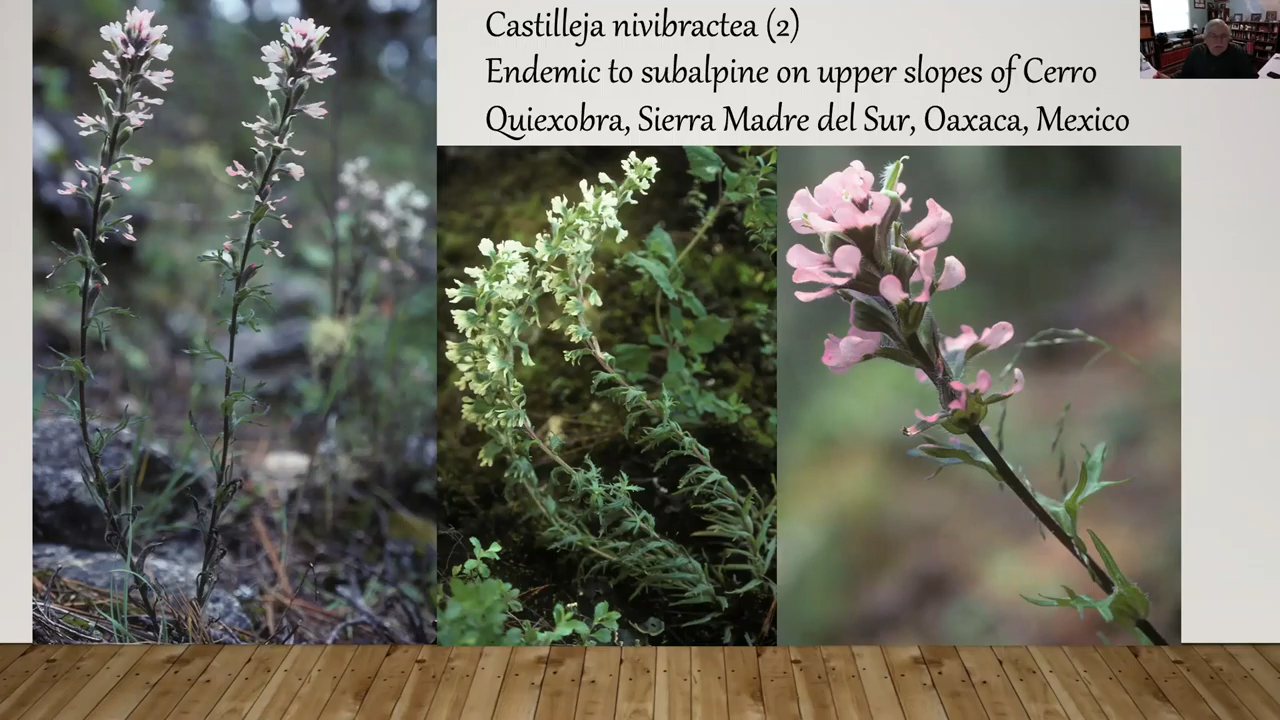 Castilleja nivibractea (2)
Endemic to subalpine on upper slopes of Cerro
Quiexobra, Sierra Madre del Sur, Oaxaca, Mexico